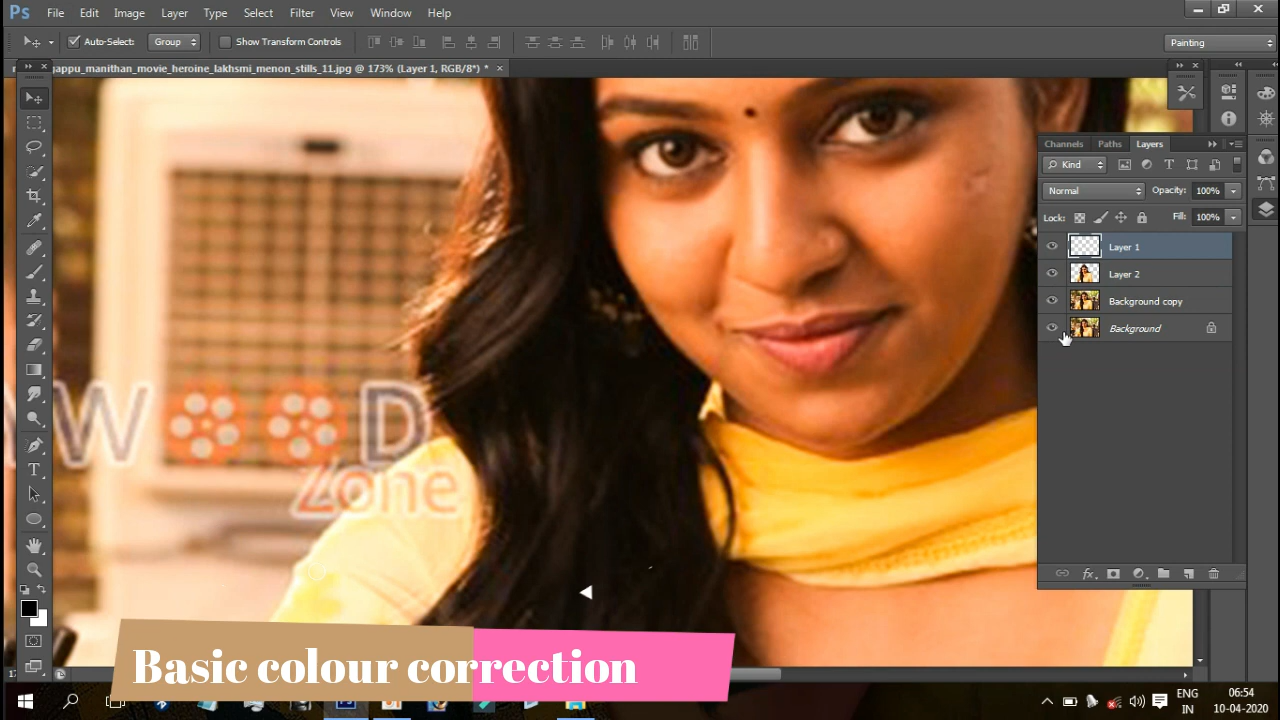 Ps File Edit Image Layer Type Select Filter View Window Help
Auto-Select: Group Show Transform Controls Painting
gappu_manithan_movie_heroine_lakhsmi_menon_stills_11.jpg @ 173% (Layer 1, RGB/8*) *
Channels Paths Layers
Kind
Normal Opacity: 100%
Lock: Fill: 100%
Layer 1
Layer 2
Background copy
Background
W D
Zone
Basic colour correction
ENG
IN
06:54
10-04-2020